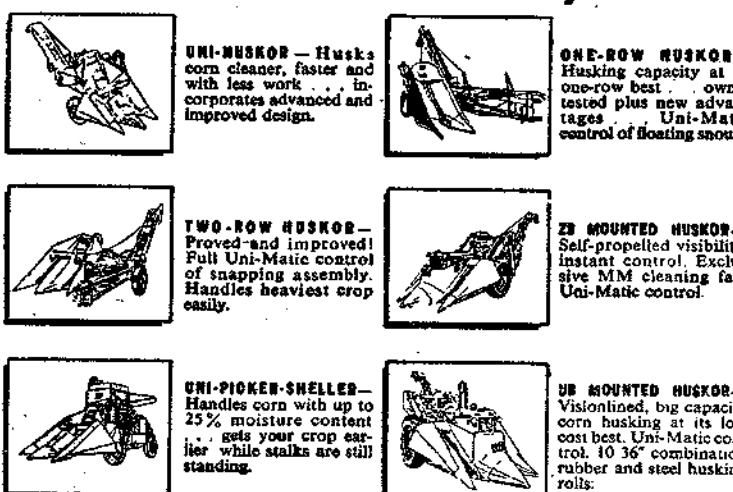 UNI-HUSKOR — Husks
corn cleaner, faster and
with less work . . . in-
corporates advanced and
improved design.
ONE-ROW HUSKOR
Husking capacity at
one-row best . . own
tested plus new advan
tages . . . Uni-Mat
control of floating snou
TWO-ROW HUSKOR—
Proved and improved!
Full Uni-Matic control
of snapping assembly.
Handles heaviest crop
easily.
ZB MOUNTED HUSKOR-
Self-propelled visibilit
instant control. Exclu
sive MM cleaning fa
Uni-Matic control.
UNI-PICKER-SHELLER—
Handles corn with up to
25% moisture content
. . . gets your crop ear-
lier while stalks are still
standing.
UB MOUNTED HUSKOR-
Visionlined, big capaci
corn husking at its lo
cost best. Uni-Matic co
trol. 10 36" combinatio
rubber and steel huskin
rolls: